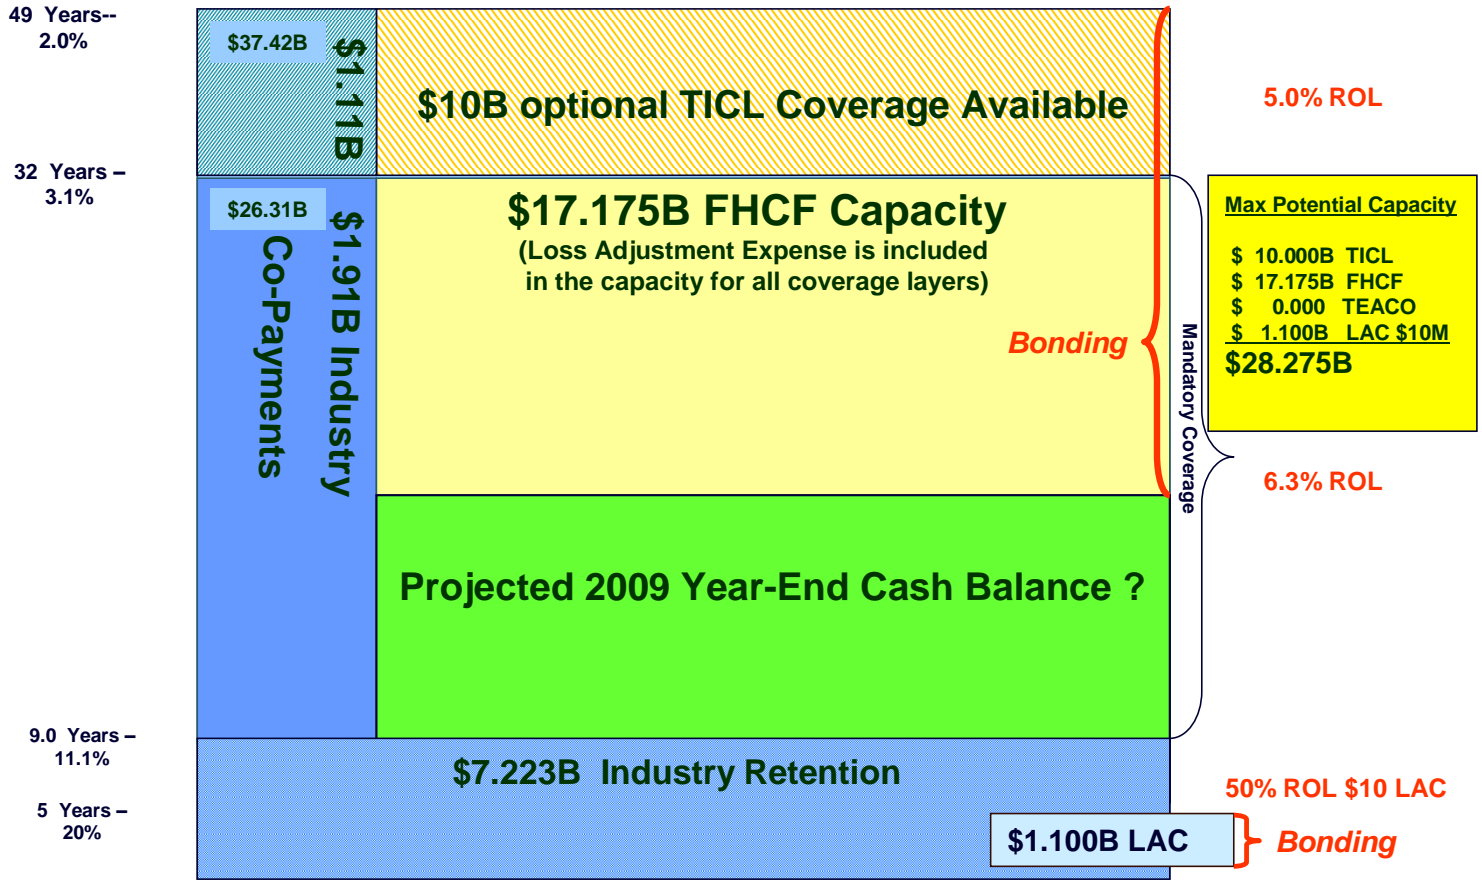 49 Years--
2.0%
$37.42B
$1.11B
$10B optional TICL Coverage Available
5.0% ROL
32 Years –
3.1%
$26.31B
$1.91B Industry
Co-Payments
$17.175B FHCF Capacity
(Loss Adjustment Expense is included
in the capacity for all coverage layers)
Bonding
Mandatory Coverage
Max Potential Capacity
$ 10.000B TICL
$ 17.175B FHCF
$ 0.000 TEACO
$ 1.100B LAC $10M
$28.275B
6.3% ROL
Projected 2009 Year-End Cash Balance ?
9.0 Years –
11.1%
$7.223B Industry Retention
5 Years –
20%
50% ROL $10 LAC
$1.100B LAC
Bonding